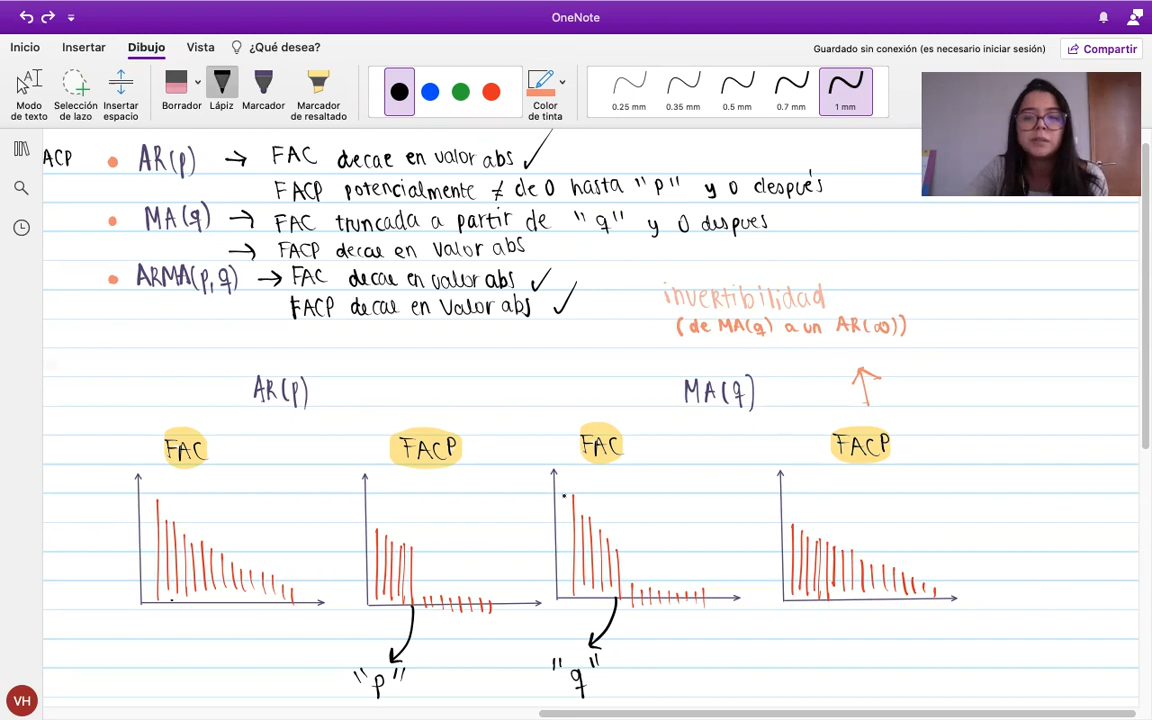 OneNote
Inicio Insertar Dibujo Vista ¿Qué desea?
Guardado sin conexión (es necesario iniciar sesión)
Compartir
Modo de texto
Selección de lazo
Insertar espacio
Borrador
Lápiz
Marcador
Marcador de resaltado
Color de tinta
0.25 mm
0.35 mm
0.5 mm
0.7 mm
1 mm
ACP
AR(p) → FAC decae en valor abs ✓
FACP potencialmente ≠ de 0 hasta "p" y 0 después
MA(q) → FAC truncada a partir de "q" y 0 despues
→ FACP decae en valor abs
ARMA(p,q) → FAC decae en valor abs ✓
FACP decae en valor abs ✓
invertibilidad
(de MA(q) a un AR(∞))
AR(p)
MA(q)
FAC
FACP
FAC
FACP
"p"
"q"
VH